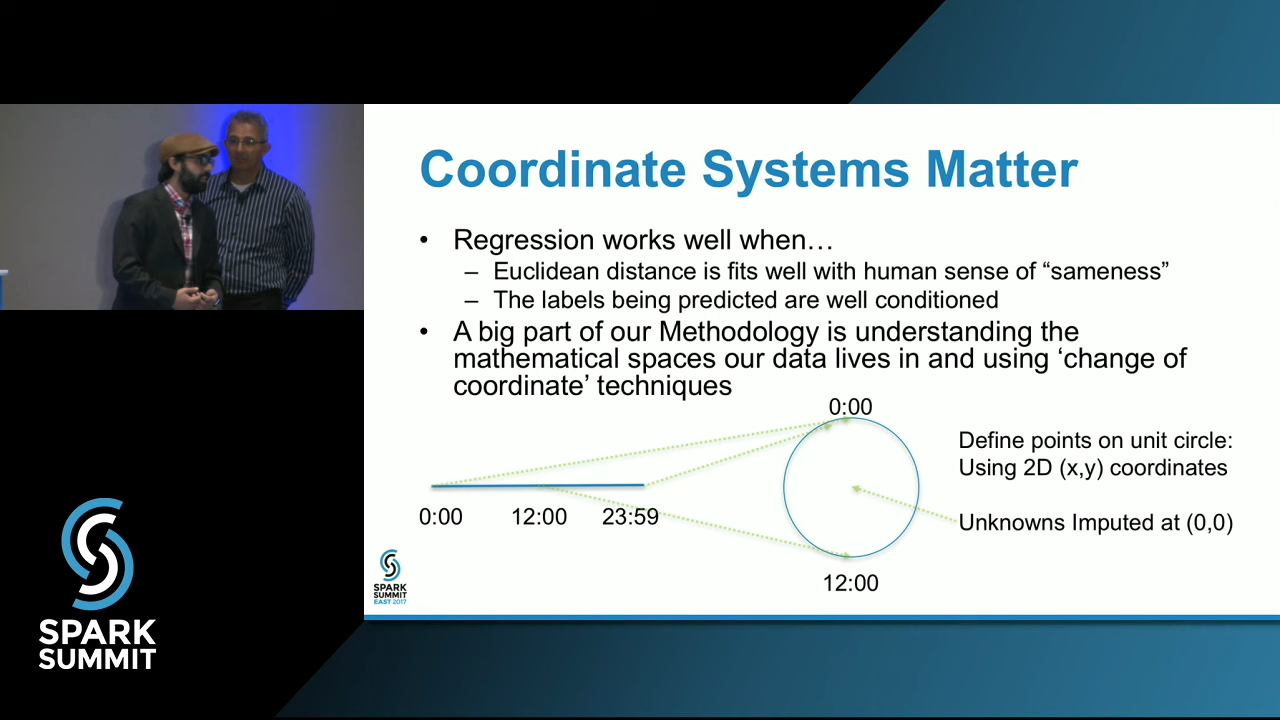 Coordinate Systems Matter
• Regression works well when…
– Euclidean distance is fits well with human sense of “sameness”
– The labels being predicted are well conditioned
• A big part of our Methodology is understanding the
mathematical spaces our data lives in and using ‘change of
coordinate’ techniques
0:00
Define points on unit circle:
Using 2D (x,y) coordinates
0:00 12:00 23:59
Unknowns Imputed at (0,0)
12:00
SPARK
SUMMIT
EAST 2017
SPARK
SUMMIT